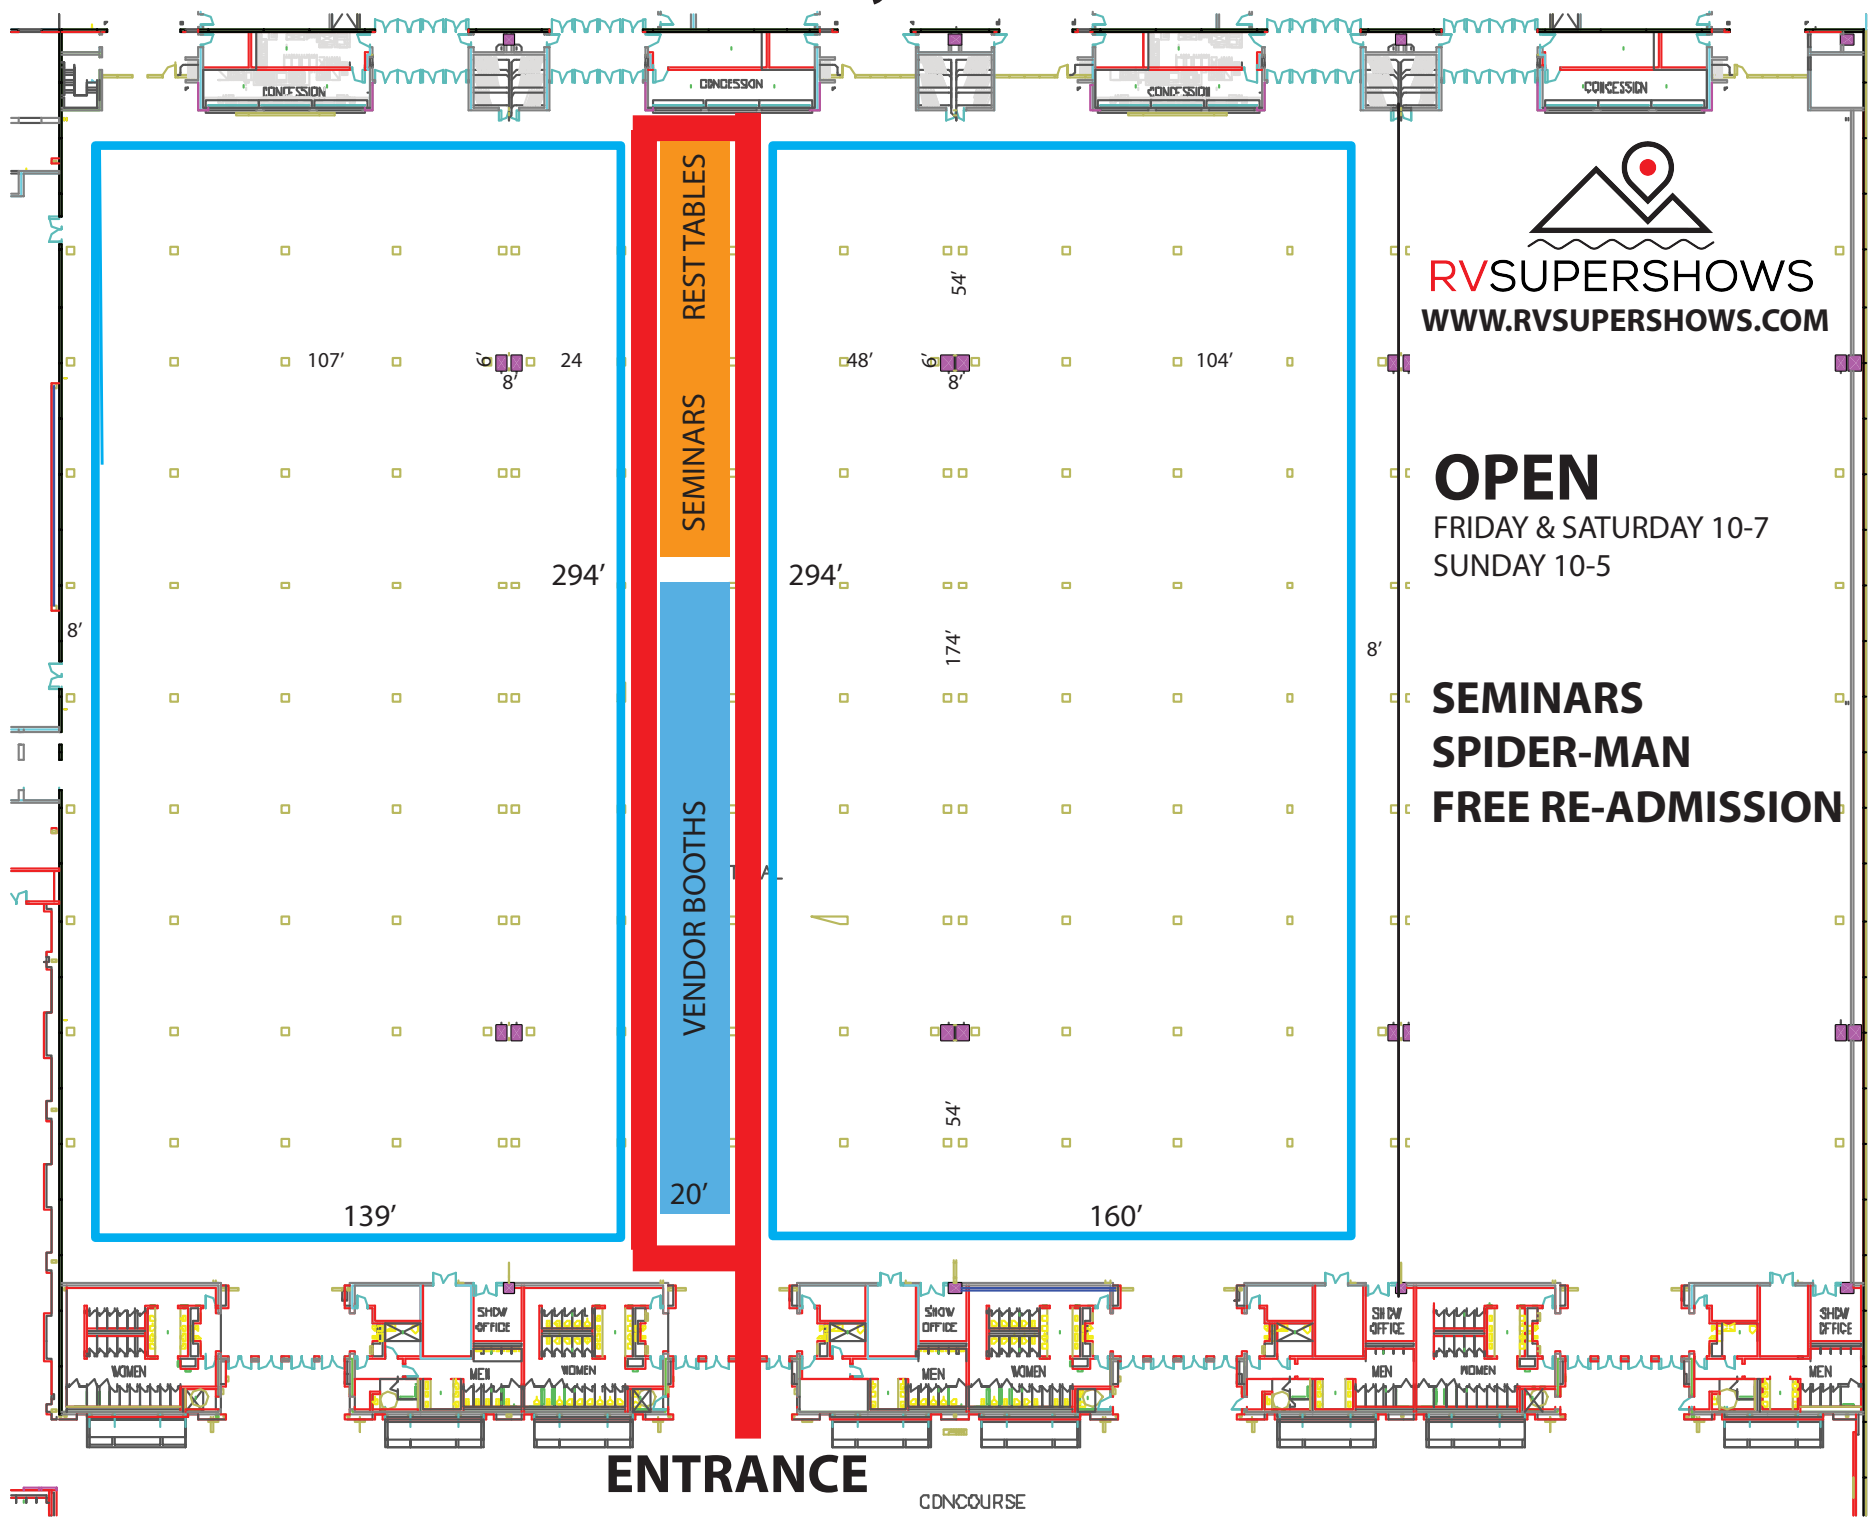 CONCESSION
CONCESSION
CONCESSION
CONCESSION
REST TABLES
SEMINARS
VENDOR BOOTHS
20’
107’
6’
8’
24
294’
8’
139’
54’
48’
6’
8’
104’
294’
174’
8’
54’
160’
RVSUPERSHOWS
WWW.RVSUPERSHOWS.COM
OPEN
FRIDAY & SATURDAY 10-7
SUNDAY 10-5
SEMINARS
SPIDER-MAN
FREE RE-ADMISSION
WOMEN
SHOW
OFFICE
MEN
WOMEN
SHOW
OFFICE
MEN
WOMEN
SHOW
OFFICE
MEN
WOMEN
SHOW
OFFICE
MEN
ENTRANCE
CONCOURSE